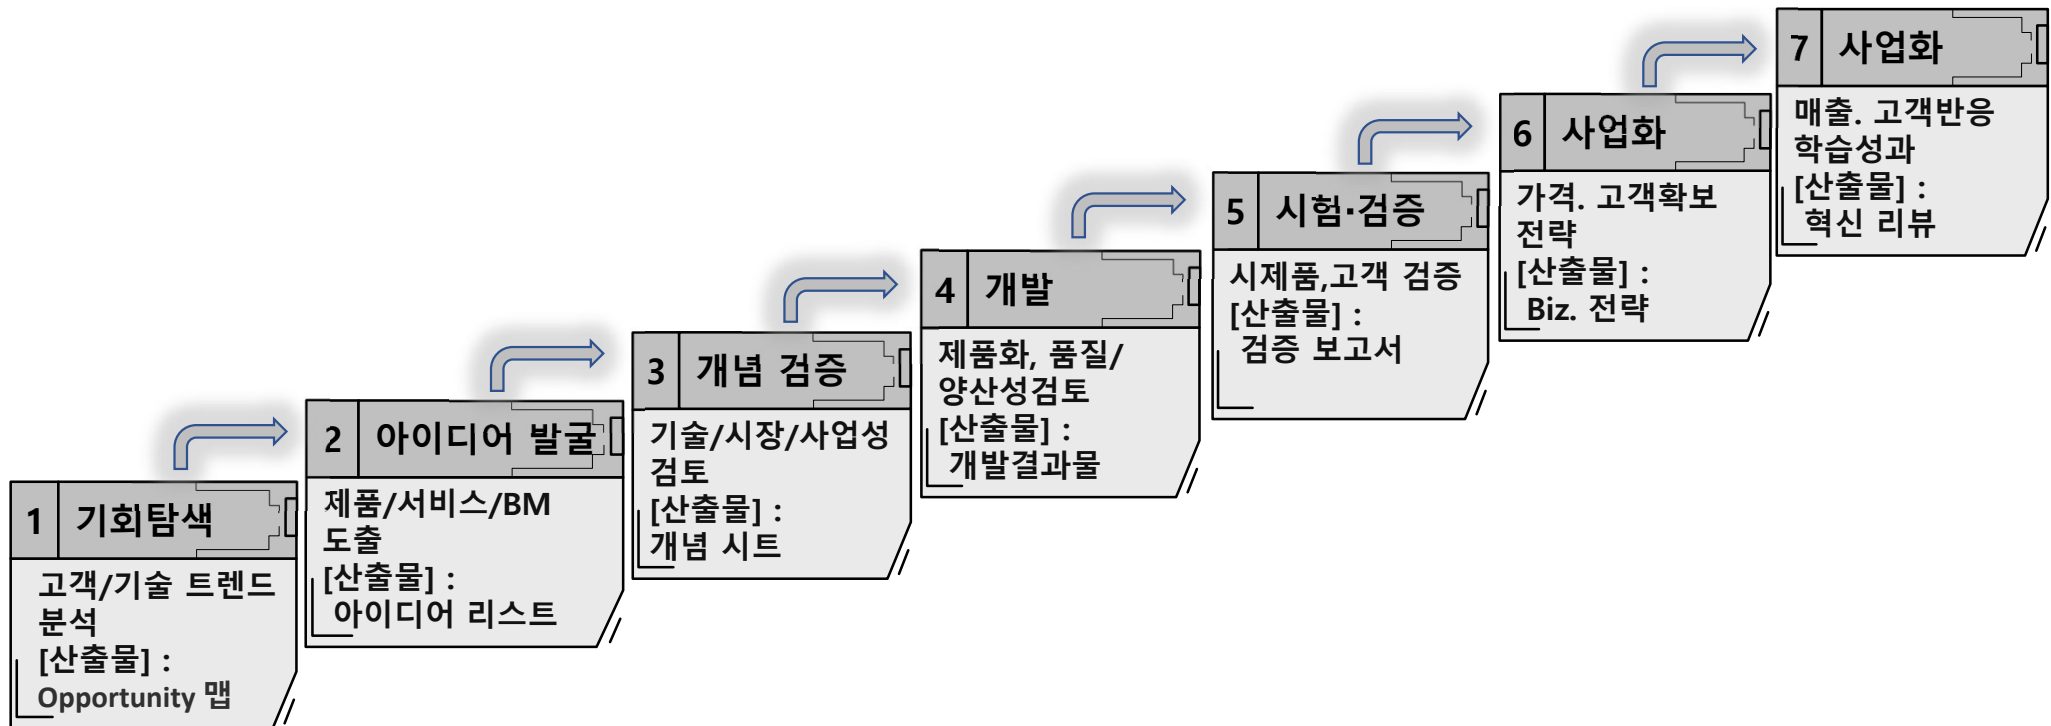 1 기회탐색
고객/기술 트렌드
분석
[산출물] :
Opportunity 맵
2 아이디어 발굴
제품/서비스/BM
도출
[산출물] :
아이디어 리스트
3 개념 검증
기술/시장/사업성
검토
[산출물] :
개념 시트
4 개발
제품화, 품질/
양산성검토
[산출물] :
개발결과물
5 시험·검증
시제품,고객 검증
[산출물] :
검증 보고서
6 사업화
가격. 고객확보
전략
[산출물] :
Biz. 전략
7 사업화
매출. 고객반응
학습성과
[산출물] :
혁신 리뷰